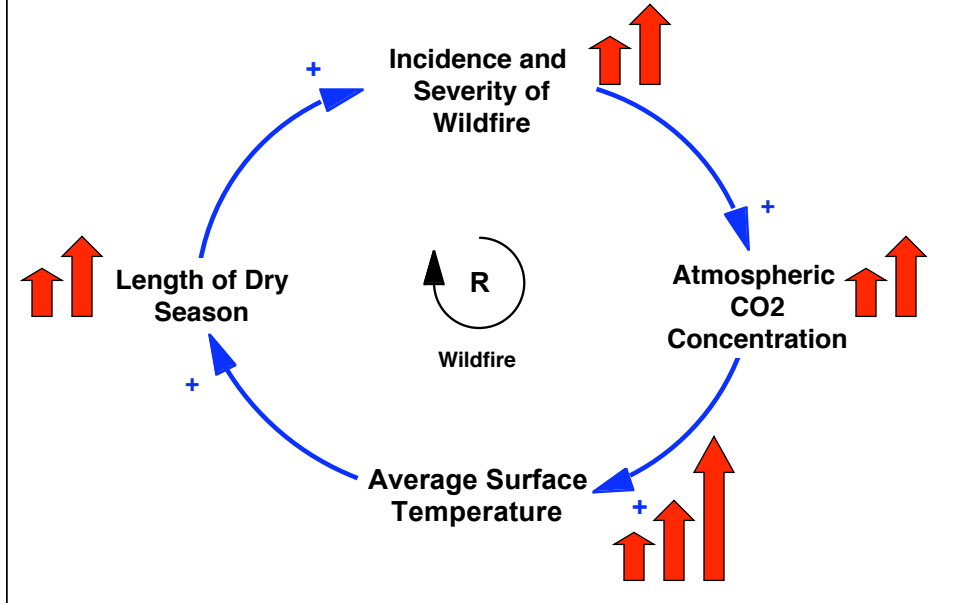 +
Incidence and
Severity of
Wildfire
+
Length of Dry
Season
R
Wildfire
Atmospheric
CO2
Concentration
+
Average Surface
Temperature
+